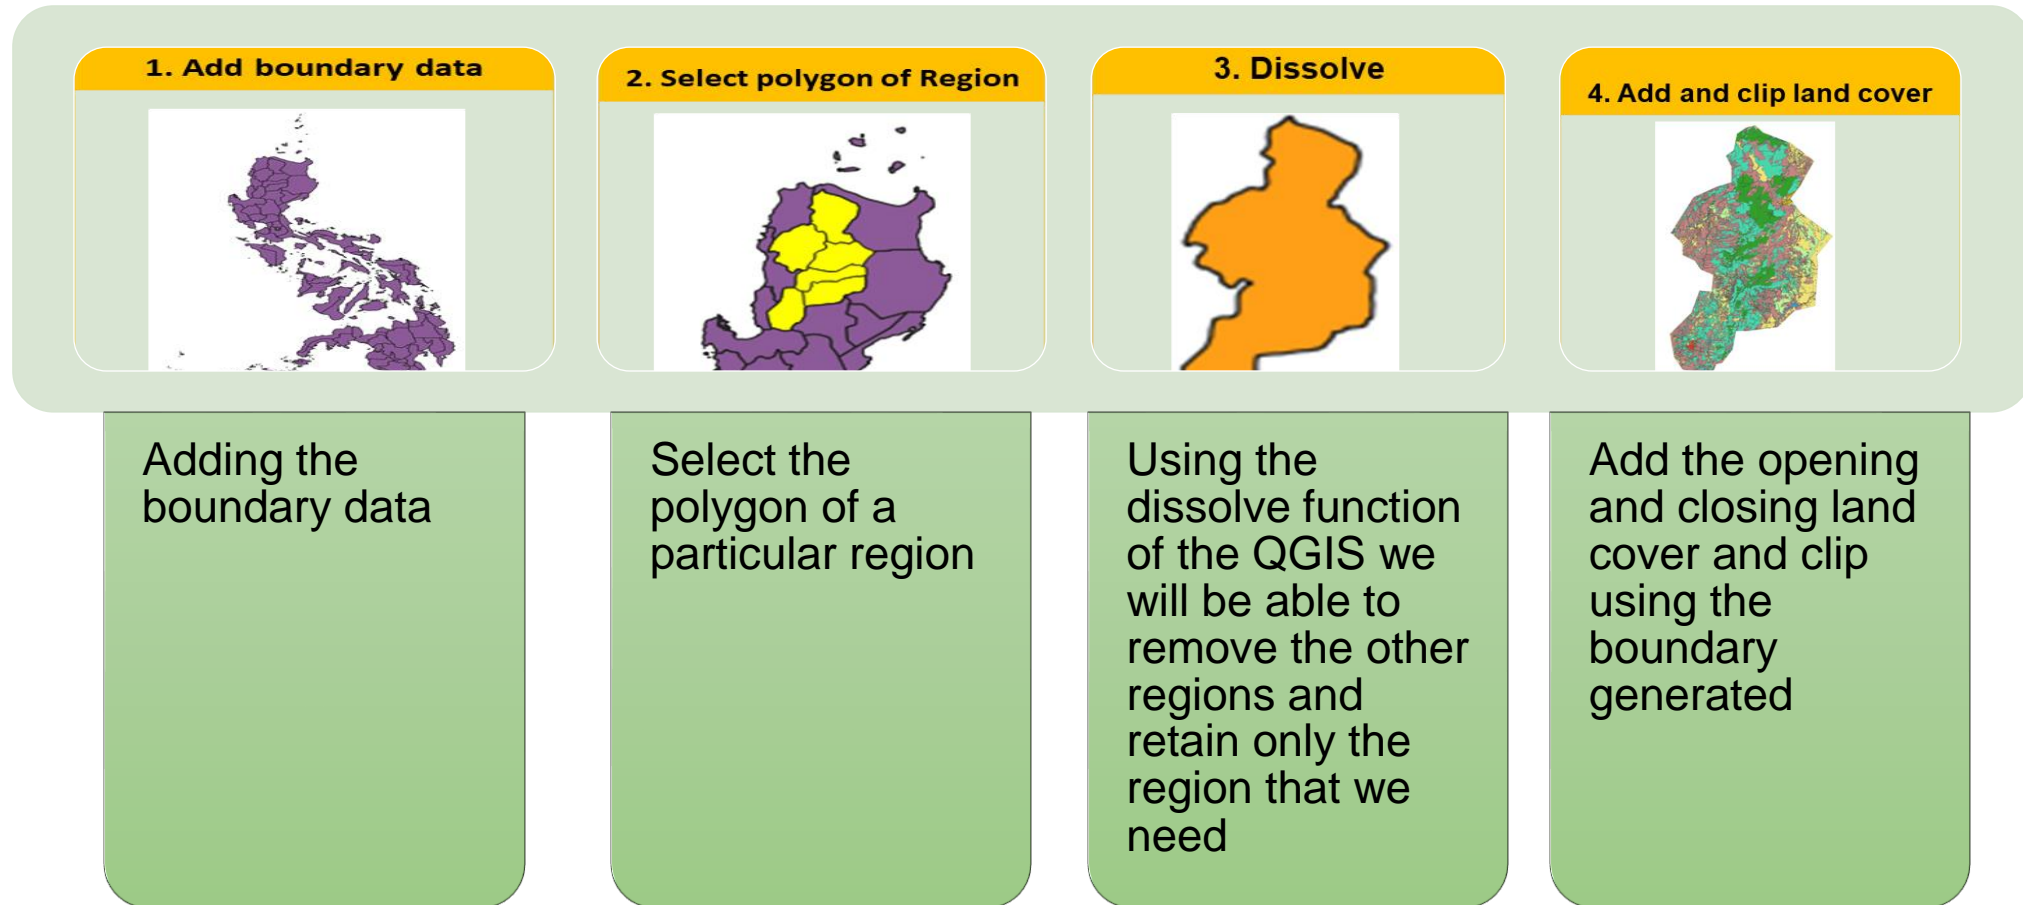 1. Add boundary data
2. Select polygon of Region
3. Dissolve
4. Add and clip land cover
Adding the
boundary data
Select the
polygon of a
particular region
Using the
dissolve function
of the QGIS we
will be able to
remove the other
regions and
retain only the
region that we
need
Add the opening
and closing land
cover and clip
using the
boundary
generated